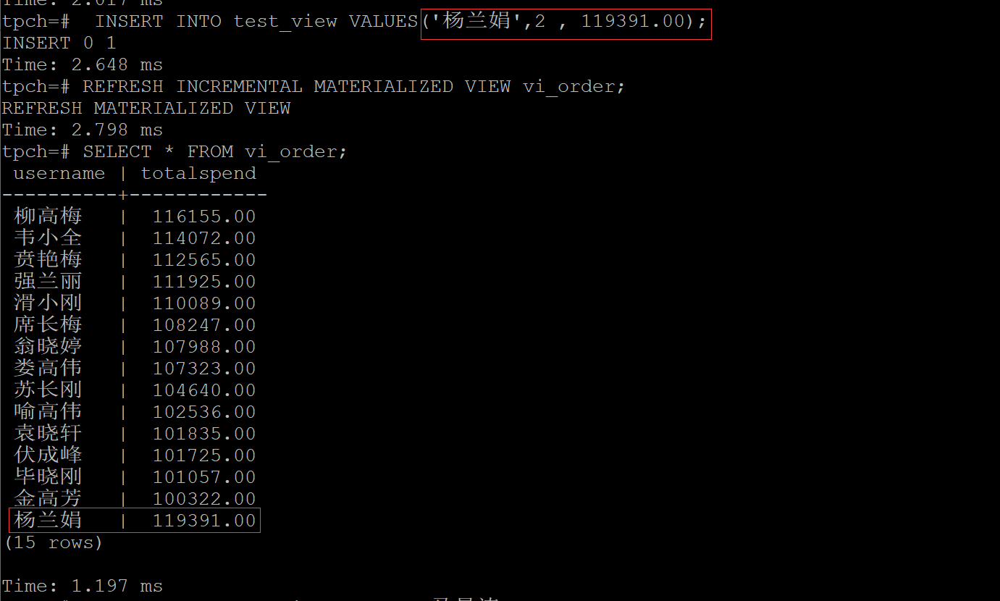 Time: 2.017 ms
tpch=#  INSERT INTO test_view VALUES('杨兰娟',2 , 119391.00);
INSERT 0 1
Time: 2.648 ms
tpch=# REFRESH INCREMENTAL MATERIALIZED VIEW vi_order;
REFRESH MATERIALIZED VIEW
Time: 2.798 ms
tpch=# SELECT * FROM vi_order;
 username | totalspend
----------+------------
 柳高梅   |  116155.00
 韦小全   |  114072.00
 贲艳梅   |  112565.00
 强兰丽   |  111925.00
 滑小刚   |  110089.00
 席长梅   |  108247.00
 翁晓婷   |  107988.00
 娄高伟   |  107323.00
 苏长刚   |  104640.00
 喻高伟   |  102536.00
 袁晓轩   |  101835.00
 伏成峰   |  101725.00
 毕晓刚   |  101057.00
 金高芳   |  100322.00
 杨兰娟   |  119391.00
(15 rows)
Time: 1.197 ms